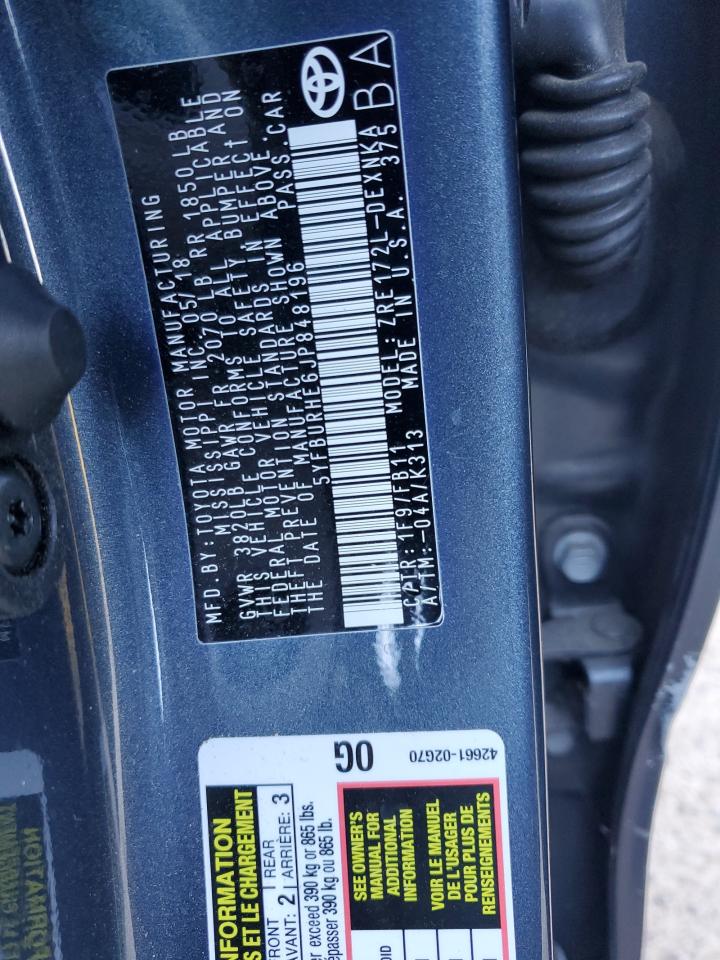 MFD.BY:TOYOTA MOTOR MANUFACTURING
MISSISSIPPI, INC. 05/18
GVWR 3820LB GAWR FR 2070 LB RR 1850 LB
THIS VEHICLE CONFORMS TO ALL APPLICABLE
FEDERAL MOTOR VEHICLE SAFETY BUMPER AND
THEFT PREVENTION STANDARDS IN EFFECT ON
THE DATE OF MANUFACTURE SHOWN ABOVE.
5YFBURHE6JP848196 PASS.CAR
C/TR:1F9/FB11 MODEL:ZRE172L-DEXNKA
A/TM:-04A/K313 MADE IN U.S.A. 375
BA
0G
42661-02G70
NFORMATION
S ET LE CHARGEMENT
FRONT
AVANT: 2
REAR
ARRIÈRE: 3
er exceed 390 kg or 865 lbs.
épasser 390 kg ou 865 lb.
SEE OWNER'S
MANUAL FOR
ADDITIONAL
INFORMATION
VOIR LE MANUEL
DE L'USAGER
POUR PLUS DE
RENSEIGNEMENTS